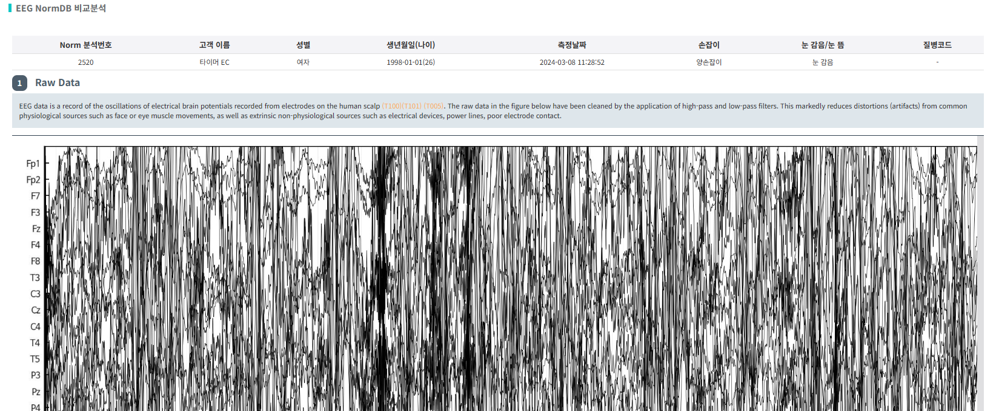 EEG NormDB 비교분석
Norm 분석번호 고객 이름 성별 생년월일(나이) 측정날짜 손잡이 눈 감음/눈 뜸 질병코드
2520 타이머 EC 여자 1998-01-01(26) 2024-03-08 11:28:52 양손잡이 눈 감음 -
1 Raw Data
EEG data is a record of the oscillations of electrical brain potentials recorded from electrodes on the human scalp (T100)(T101) (T005). The raw data in the figure below have been cleaned by the application of high-pass and low-pass filters. This markedly reduces distortions (artifacts) from common
physiological sources such as face or eye muscle movements, as well as extrinsic non-physiological sources such as electrical devices, power lines, poor electrode contact.
Fp1
Fp2
F7
F3
Fz
F4
F8
T3
C3
Cz
C4
T4
T5
P3
Pz
P4